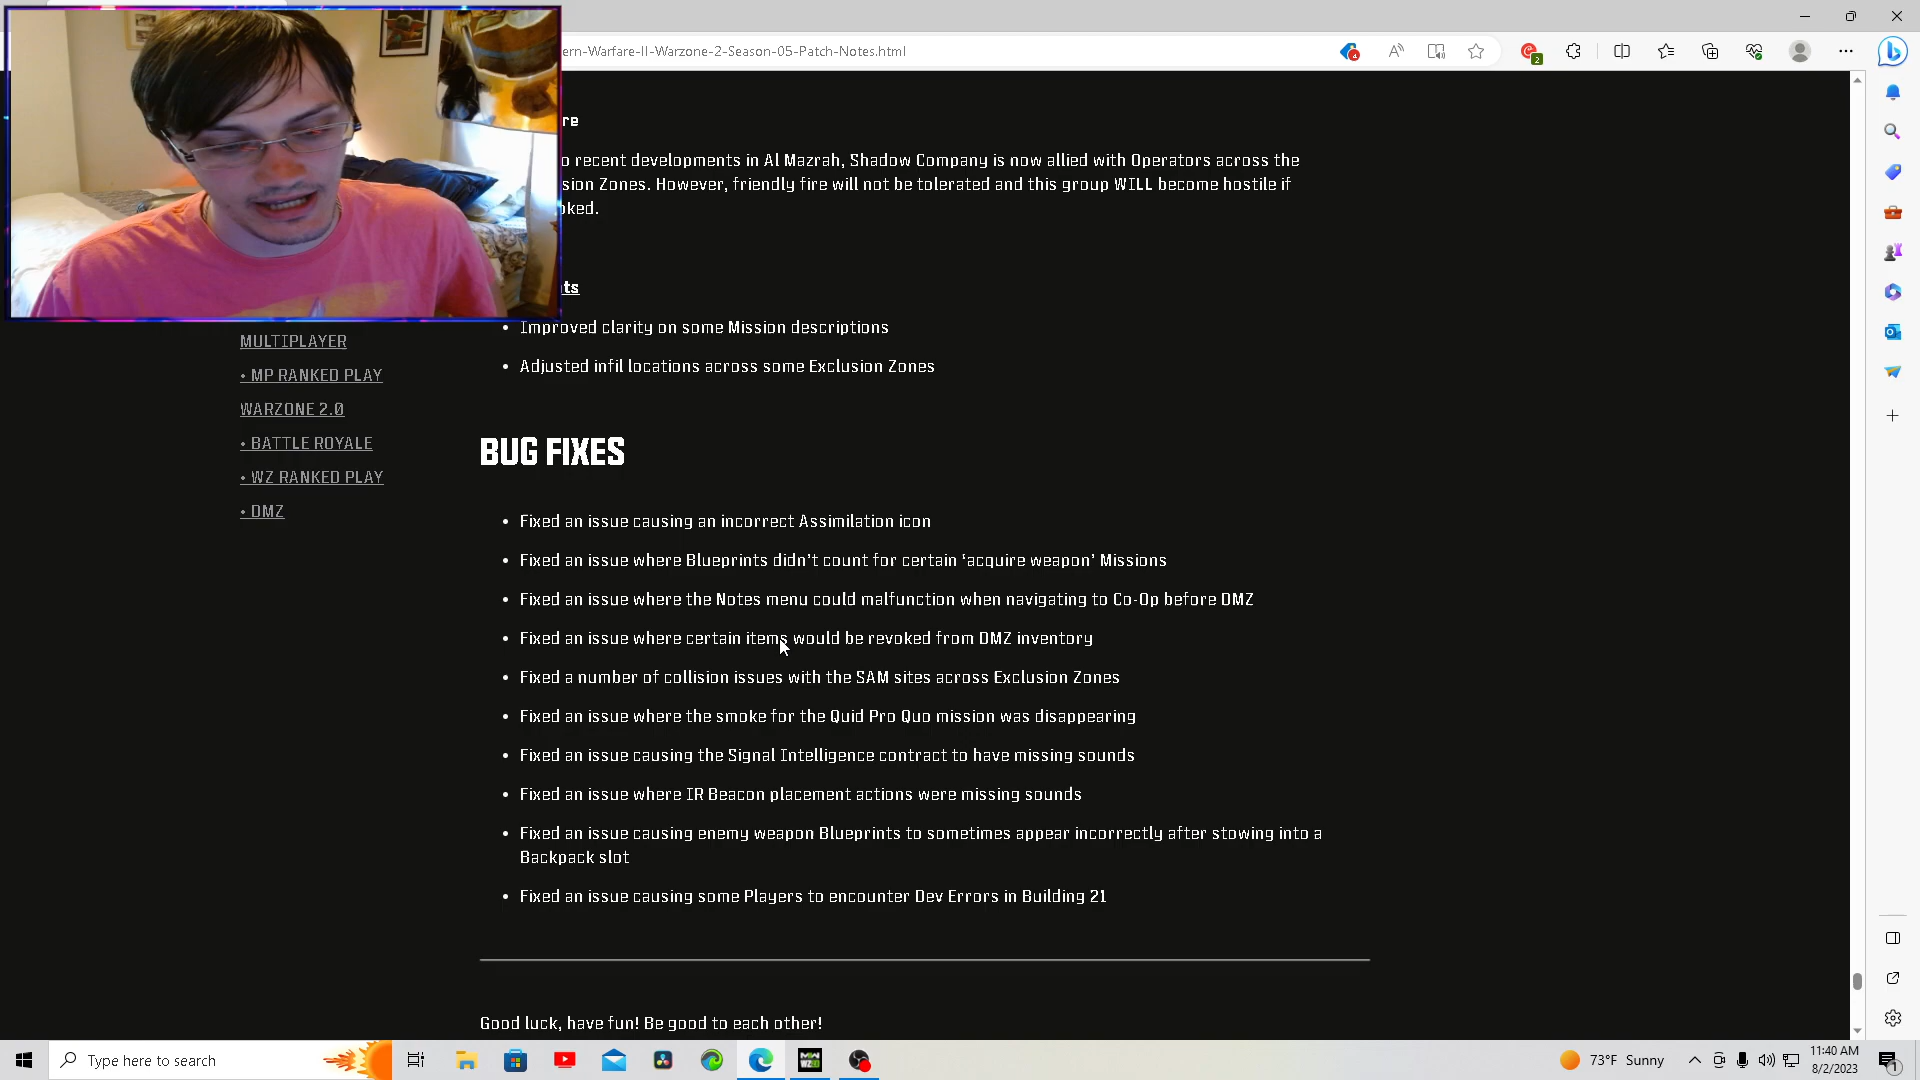 ern-Warfare-II-Warzone-2-Season-05-Patch-Notes.html
4
2
re
o recent developments in Al Mazrah, Shadow Company is now allied with Operators across the
sion Zones. However, friendly fire will not be tolerated and this group WILL become hostile if
oked.
ts
• Improved clarity on some Mission descriptions
• Adjusted infil locations across some Exclusion Zones
MULTIPLAYER
• MP RANKED PLAY
WARZONE 2.0
• BATTLE ROYALE
• WZ RANKED PLAY
• DMZ
BUG FIXES
• Fixed an issue causing an incorrect Assimilation icon
• Fixed an issue where Blueprints didn’t count for certain ‘acquire weapon’ Missions
• Fixed an issue where the Notes menu could malfunction when navigating to Co-Op before DMZ
• Fixed an issue where certain items would be revoked from DMZ inventory
• Fixed a number of collision issues with the SAM sites across Exclusion Zones
• Fixed an issue where the smoke for the Quid Pro Quo mission was disappearing
• Fixed an issue causing the Signal Intelligence contract to have missing sounds
• Fixed an issue where IR Beacon placement actions were missing sounds
• Fixed an issue causing enemy weapon Blueprints to sometimes appear incorrectly after stowing into a
Backpack slot
• Fixed an issue causing some Players to encounter Dev Errors in Building 21
Good luck, have fun! Be good to each other!
Type here to search
73°F Sunny
11:40 AM
8/2/2023
1